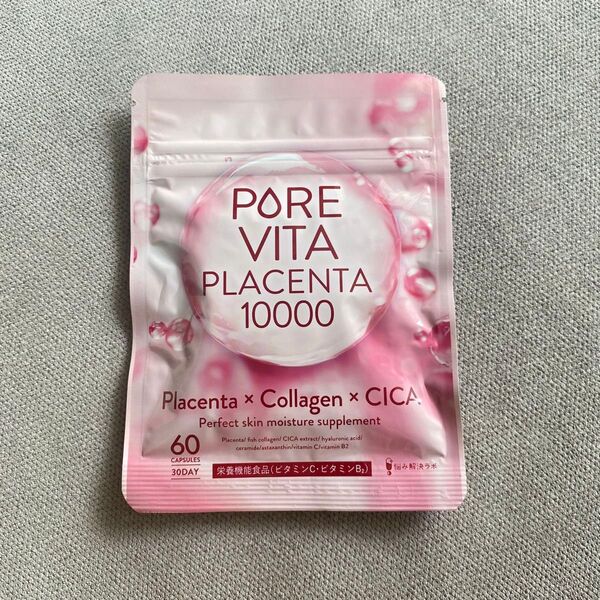 PORE
VITA
PLACENTA
10000
Placenta × Collagen × CICA
Perfect skin moisture supplement
Placenta/ fish collagen/ CICA extract/ hyaluronic acid/
ceramide/astaxanthin/vitamin C/vitamin B2
60
CAPSULES
30DAY
栄養機能食品(ビタミンC・ビタミンB₂)
悩み解決ラボ